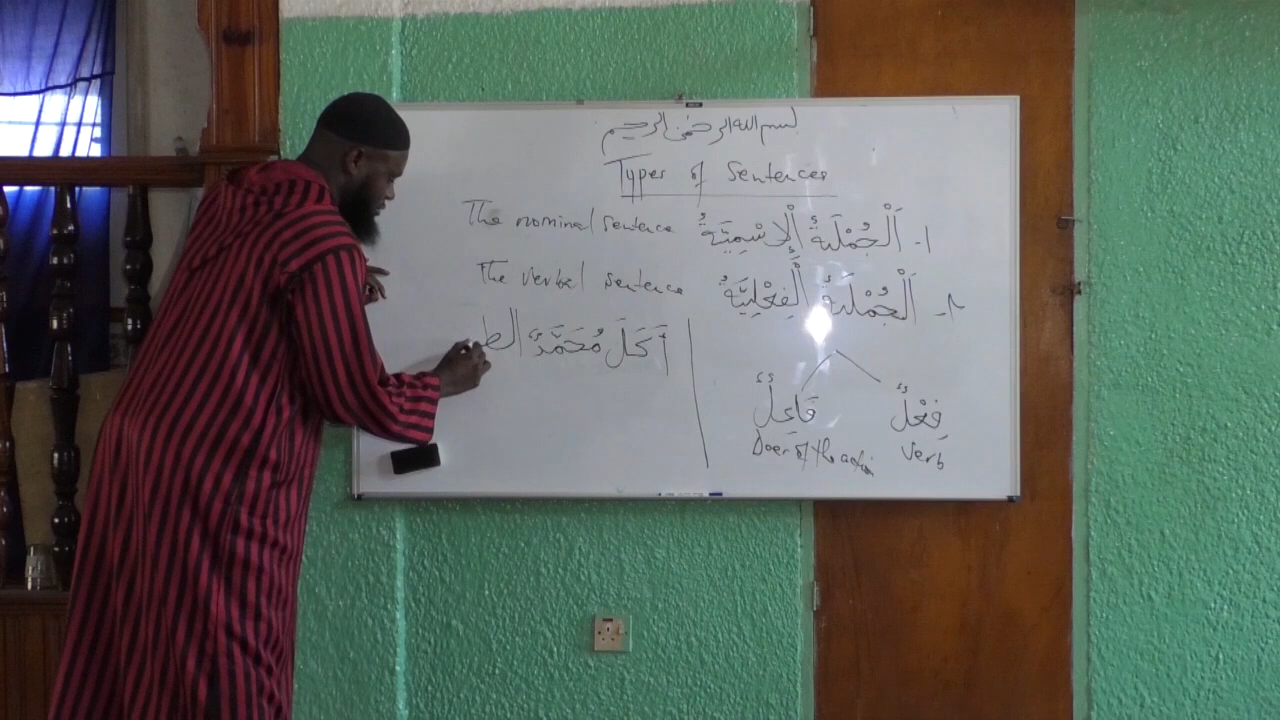 بسم الله الرحمن الرحيم
Types of Sentences
The nominal sentence ١- اَلْجُمْلَةُ الْاِسْمِيَّةُ
The verbal sentence ٢- اَلْجُمْلَةُ الْفِعْلِيَّةُ
أَكَلَ مُحَمَّدٌ الط
فِعْلٌ فَاعِلٌ
Verb Doer of the action